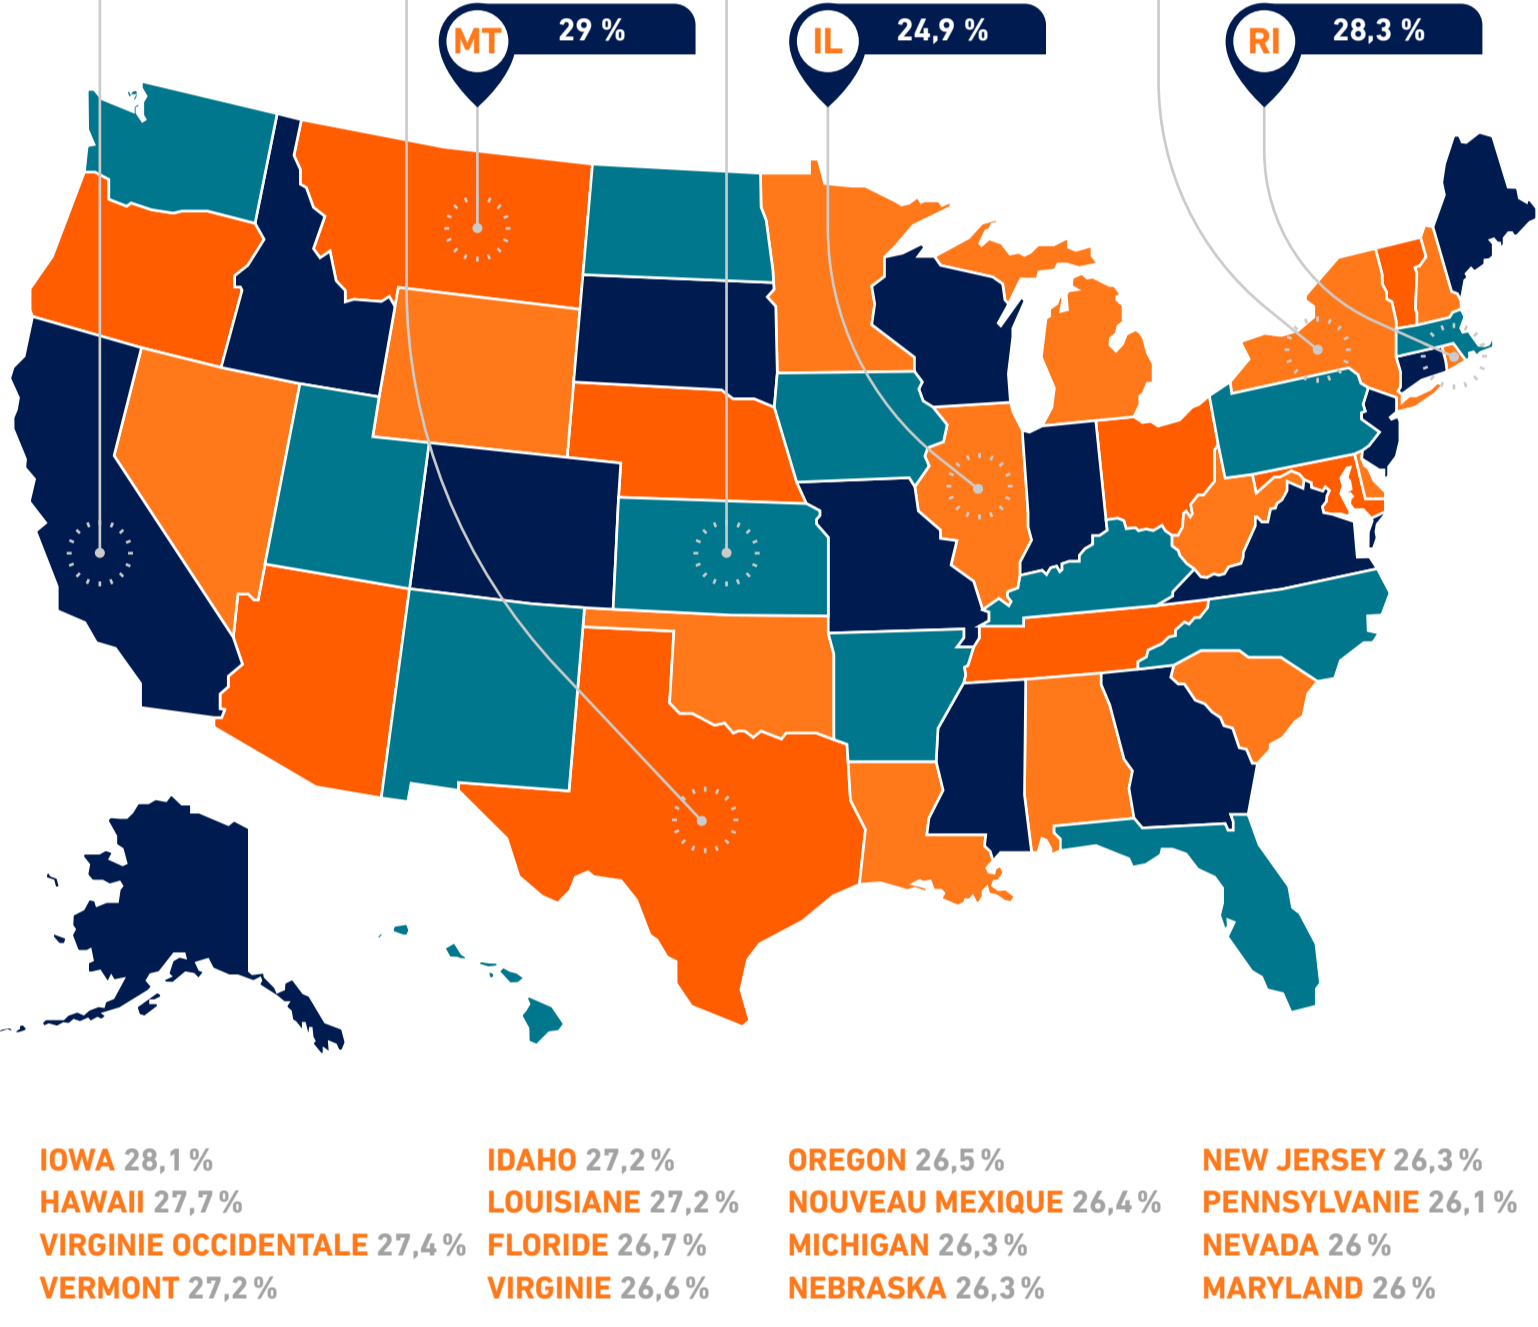 MT 29 %
IL 24,9 %
RI 28,3 %
IOWA 28,1 %
HAWAII 27,7 %
VIRGINIE OCCIDENTALE 27,4 %
VERMONT 27,2 %
IDAHO 27,2 %
LOUISIANE 27,2 %
FLORIDE 26,7 %
VIRGINIE 26,6 %
OREGON 26,5 %
NOUVEAU MEXIQUE 26,4 %
MICHIGAN 26,3 %
NEBRASKA 26,3 %
NEW JERSEY 26,3 %
PENNSYLVANIE 26,1 %
NEVADA 26 %
MARYLAND 26 %